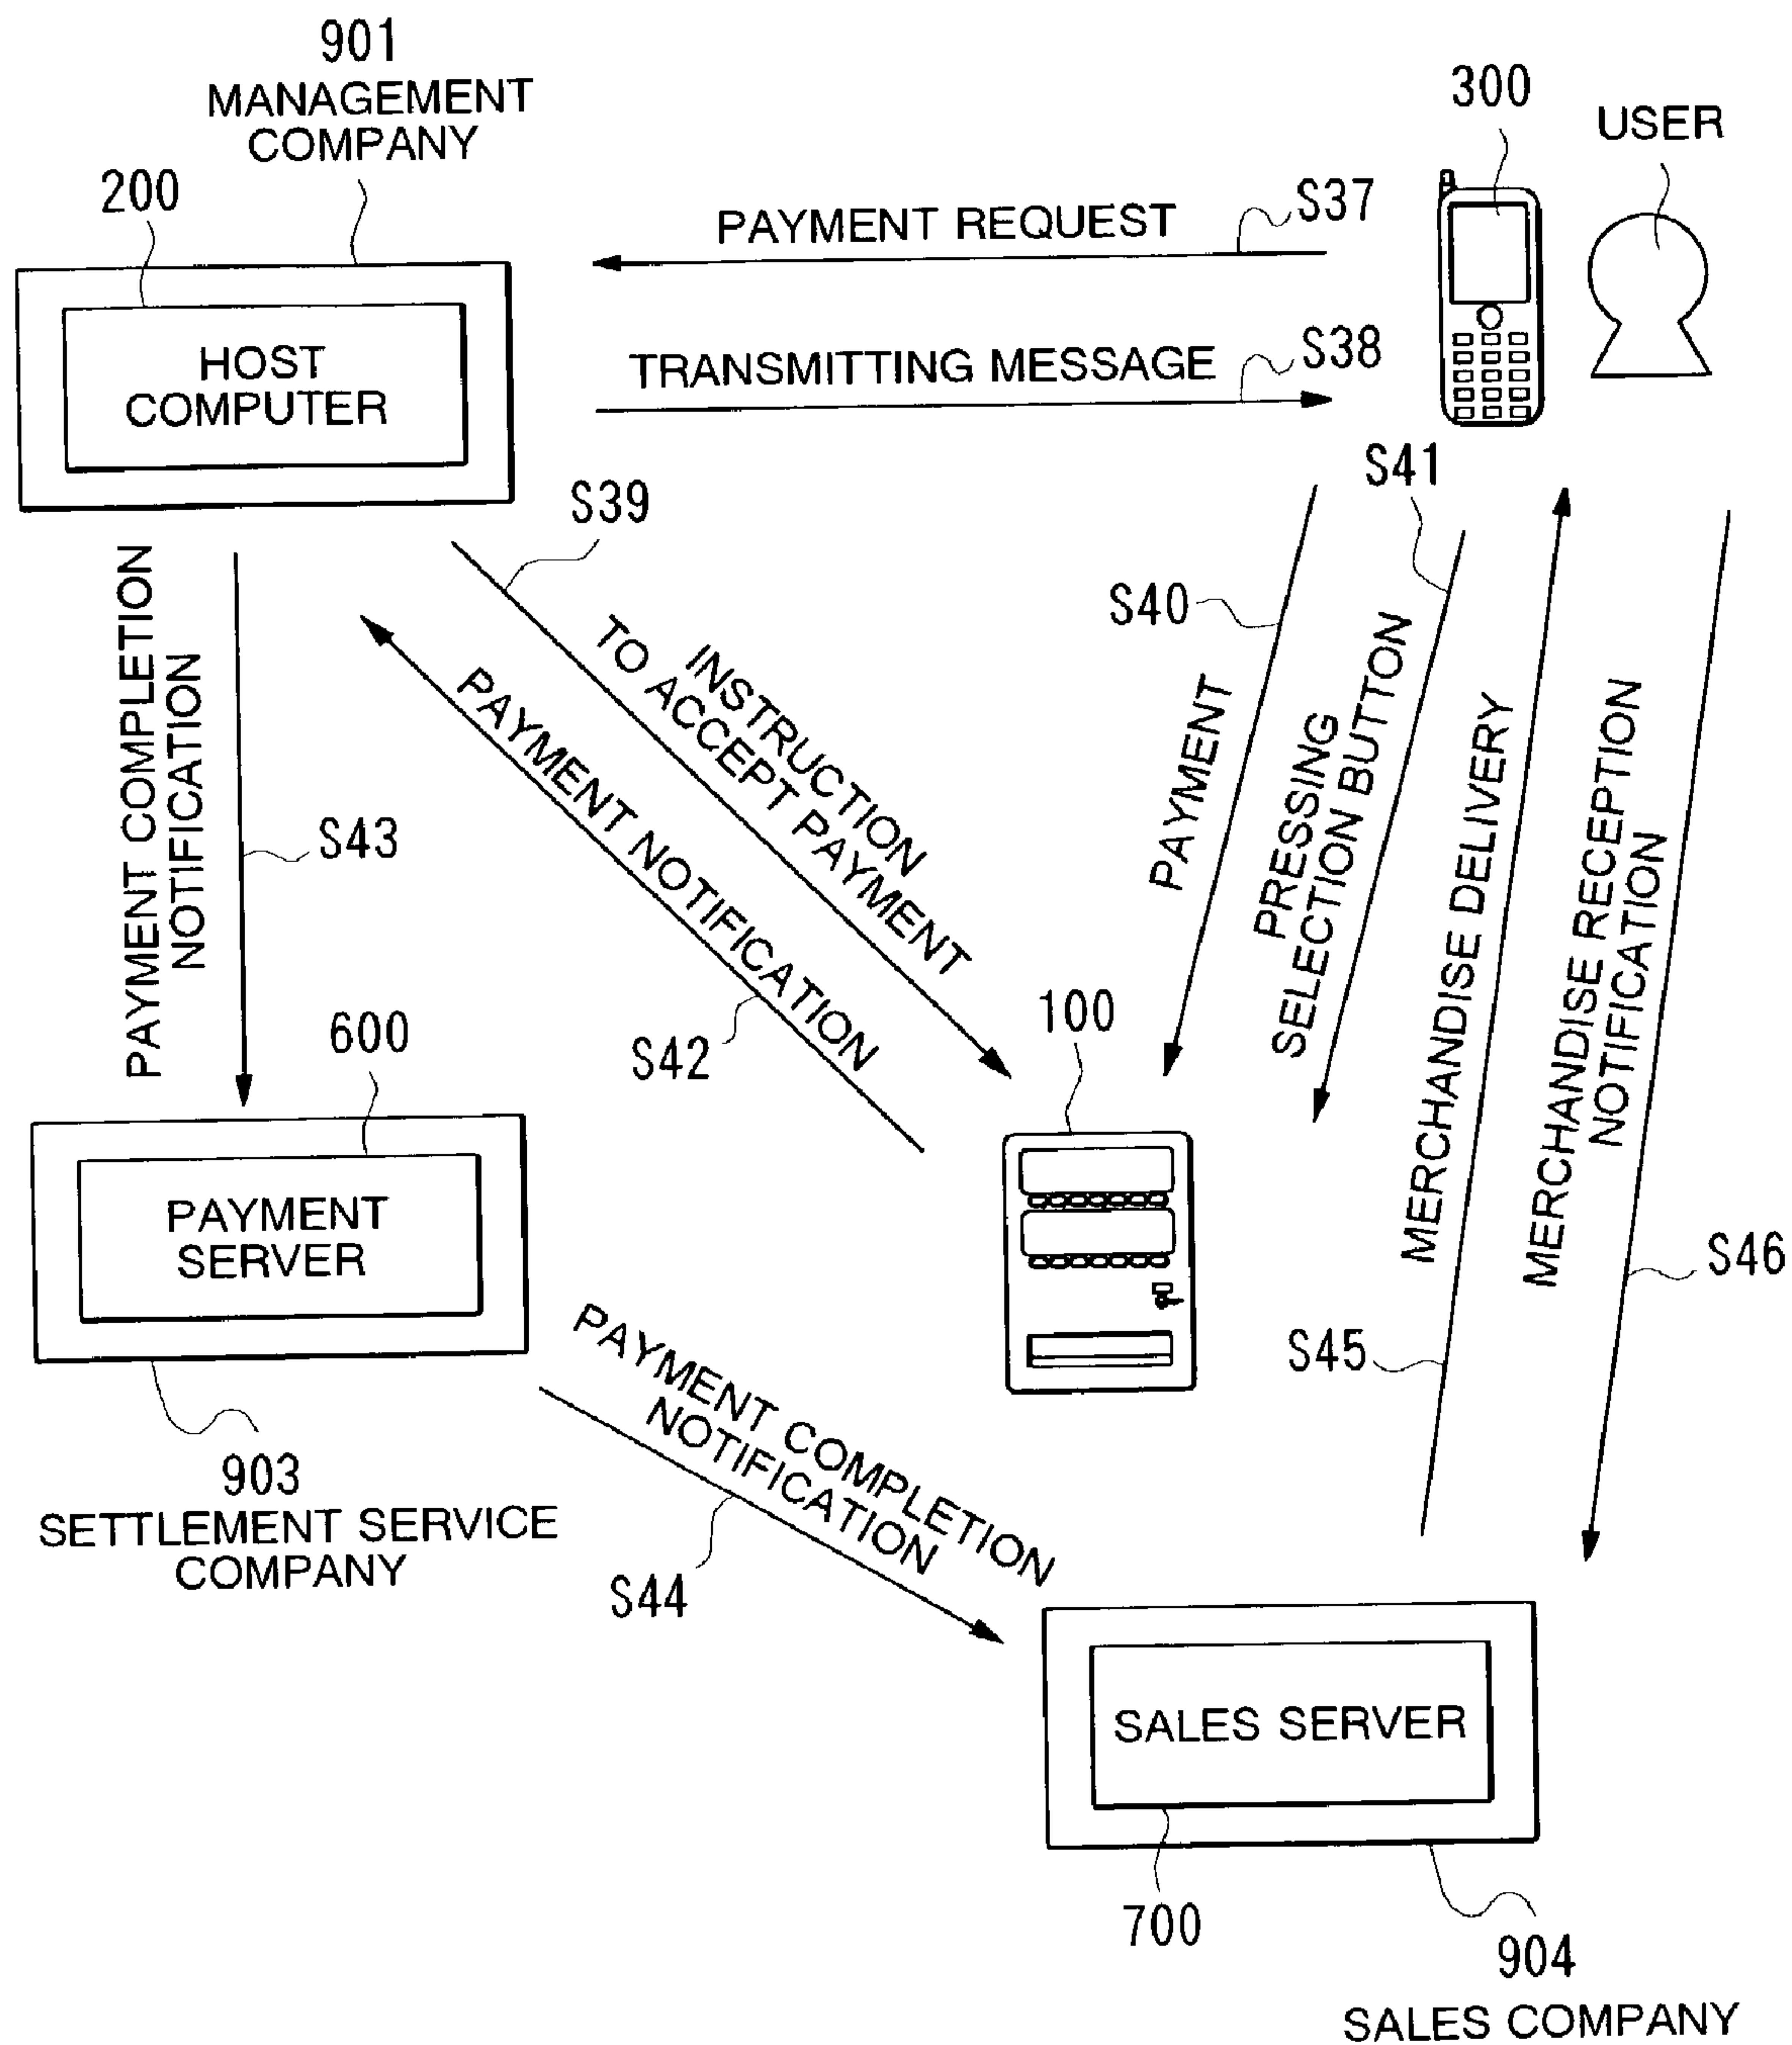 901
MANAGEMENT
COMPANY
200
HOST
COMPUTER
300
USER
PAYMENT REQUEST
S37
TRANSMITTING MESSAGE
S38
S39
INSTRUCTION
TO ACCEPT PAYMENT
PAYMENT NOTIFICATION
S42
S40
PAYMENT
S41
PRESSING
SELECTION BUTTON
MERCHANDISE DELIVERY
S45
MERCHANDISE RECEPTION
NOTIFICATION
S46
PAYMENT COMPLETION
NOTIFICATION
S43
600
PAYMENT
SERVER
903
SETTLEMENT SERVICE
COMPANY
100
PAYMENT COMPLETION
NOTIFICATION
S44
SALES SERVER
700
904
SALES COMPANY